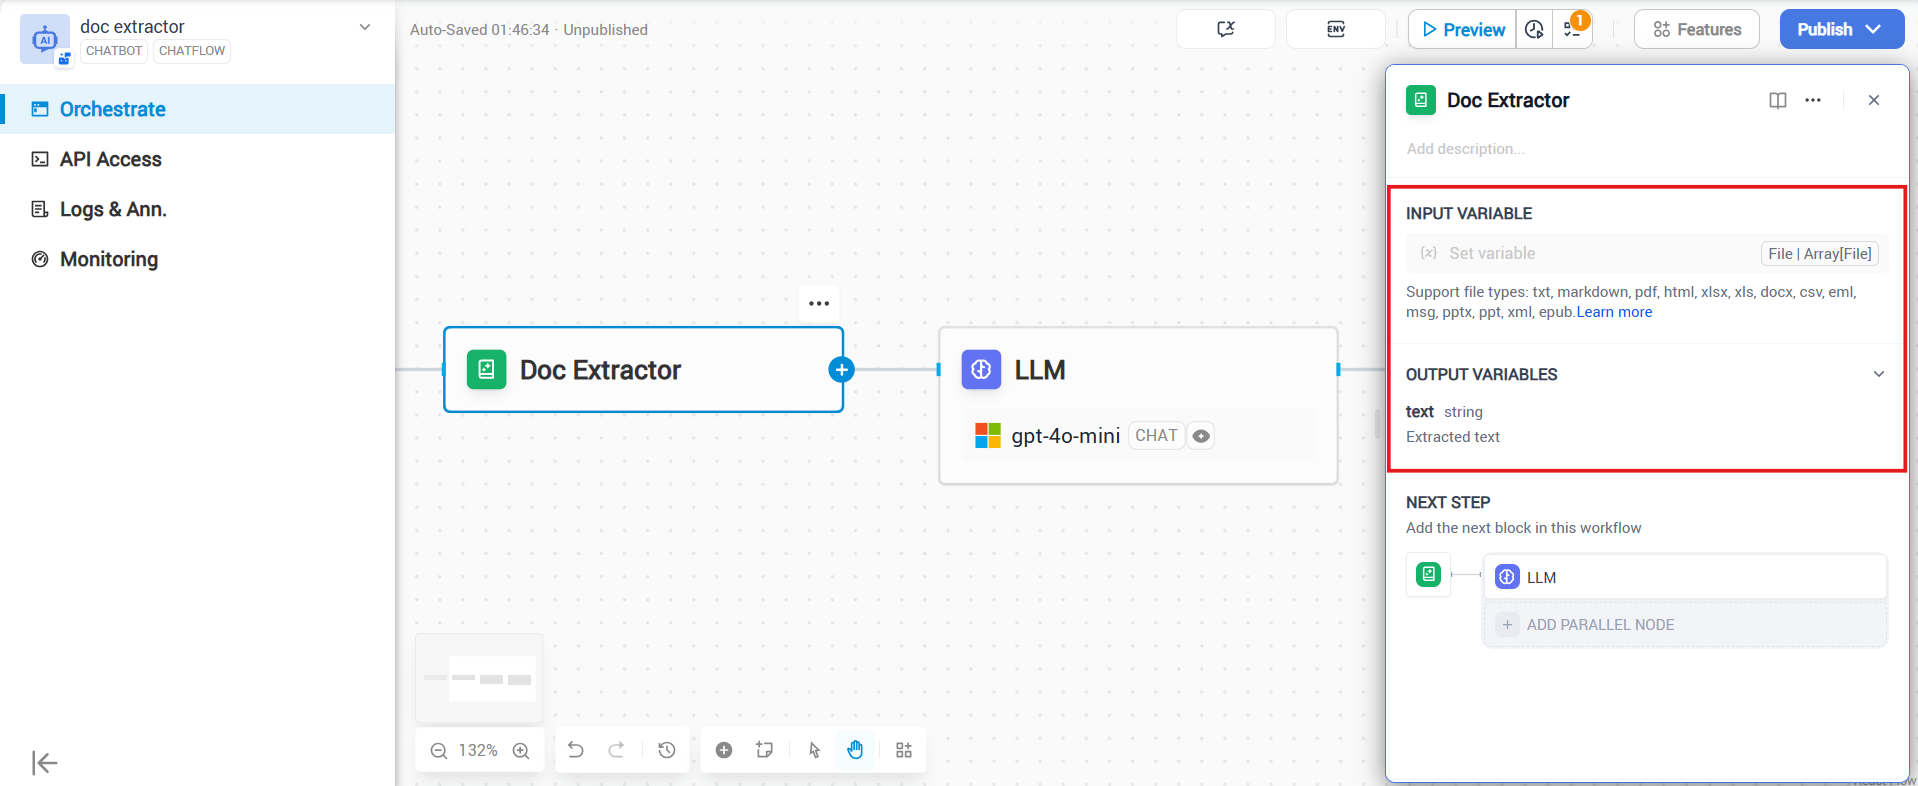 doc extractor
CHATBOT
CHATFLOW
Orchestrate
API Access
Logs & Ann.
Monitoring
Auto-Saved 01:46:34 · Unpublished
ENV
Preview
1
Features
Publish
Doc Extractor
LLM
gpt-4o-mini CHAT
132%
Doc Extractor
Add description...
INPUT VARIABLE
{x} Set variable File | Array[File]
Support file types: txt, markdown, pdf, html, xlsx, xls, docx, csv, eml,
msg, pptx, ppt, xml, epub.Learn more
OUTPUT VARIABLES
text string
Extracted text
NEXT STEP
Add the next block in this workflow
LLM
+ ADD PARALLEL NODE